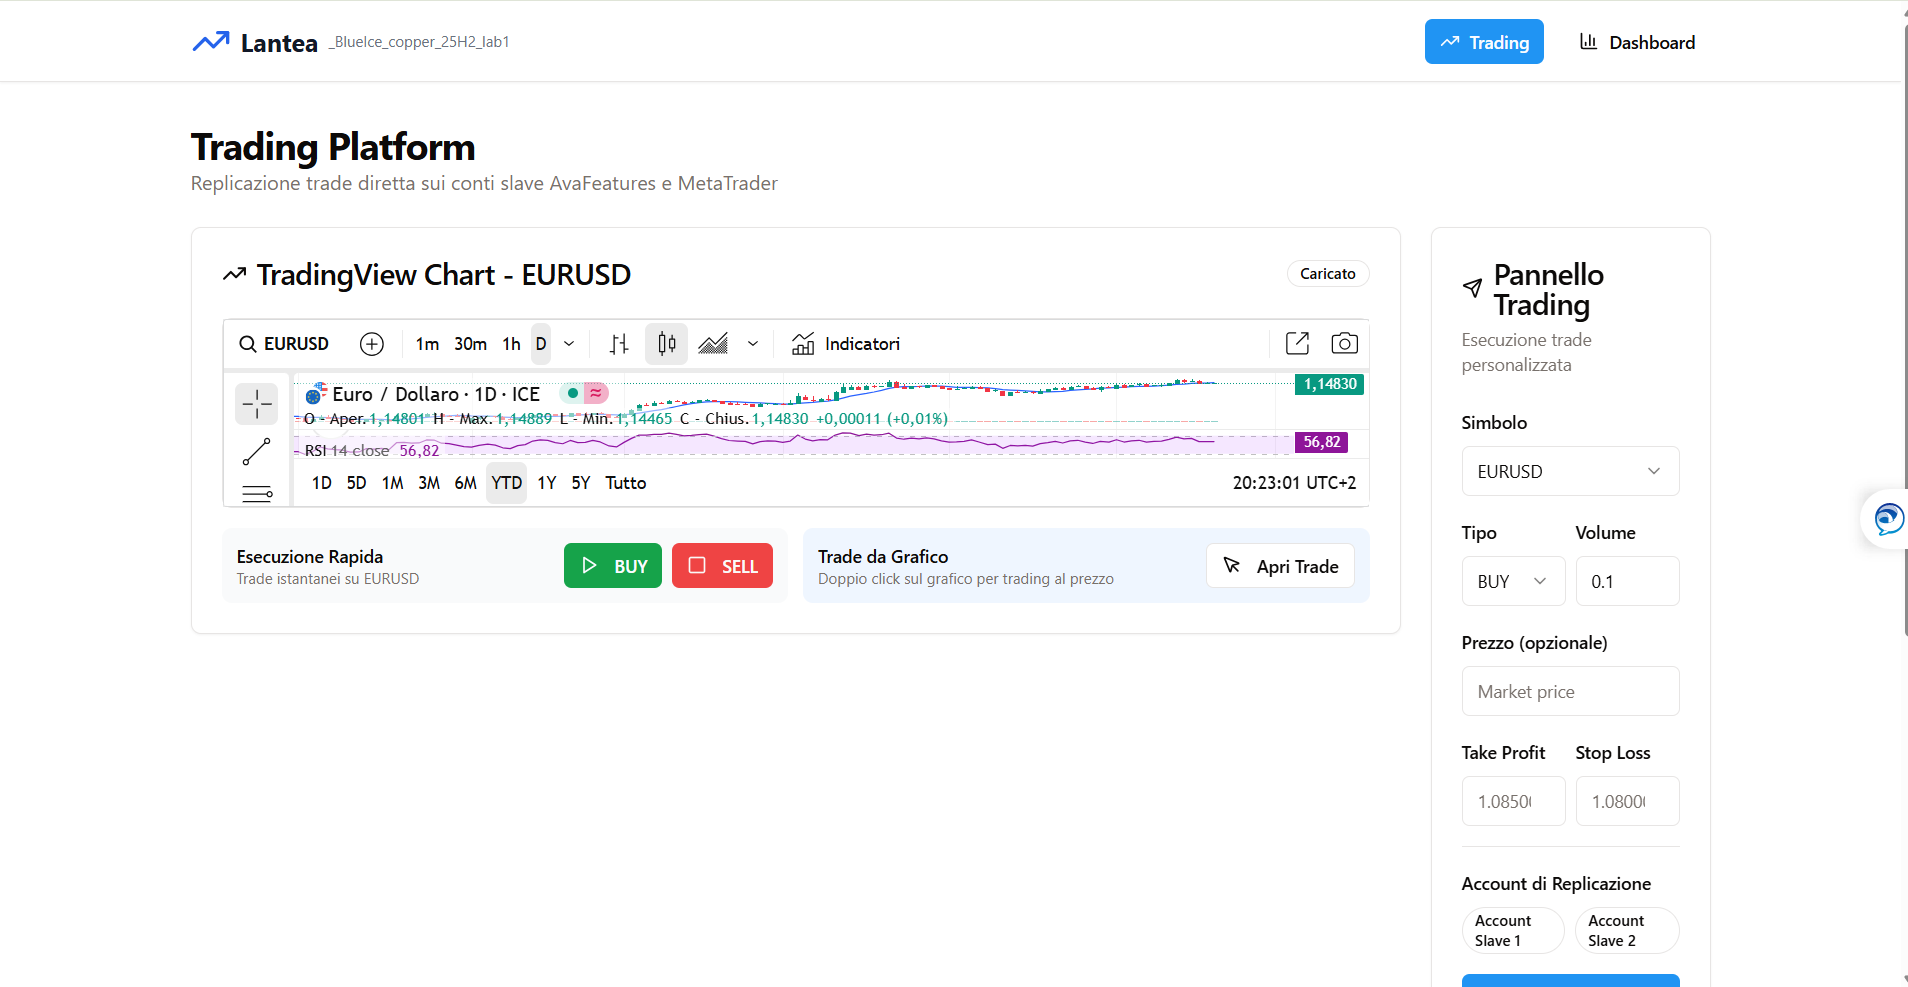 Lantea _BlueIce_copper_25H2_lab1
Trading
Dashboard
Trading Platform
Replicazione trade diretta sui conti slave AvaFeatures e MetaTrader
TradingView Chart - EURUSD
Caricato
EURUSD 1m 30m 1h D Indicatori
Euro / Dollaro · 1D · ICE
1,14830
O - Aper. 1,14801 H - Max. 1,14889 L - Min. 1,14465 C - Chius. 1,14830 +0,00011 (+0,01%)
RSI 14 close 56,82
56,82
1D 5D 1M 3M 6M YTD 1Y 5Y Tutto
20:23:01 UTC+2
Esecuzione Rapida
Trade istantanei su EURUSD
BUY
SELL
Trade da Grafico
Doppio click sul grafico per trading al prezzo
Apri Trade
Pannello
Trading
Esecuzione trade
personalizzata
Simbolo
EURUSD
Tipo Volume
BUY 0.1
Prezzo (opzionale)
Market price
Take Profit Stop Loss
1.0850 1.0800
Account di Replicazione
Account
Slave 1
Account
Slave 2